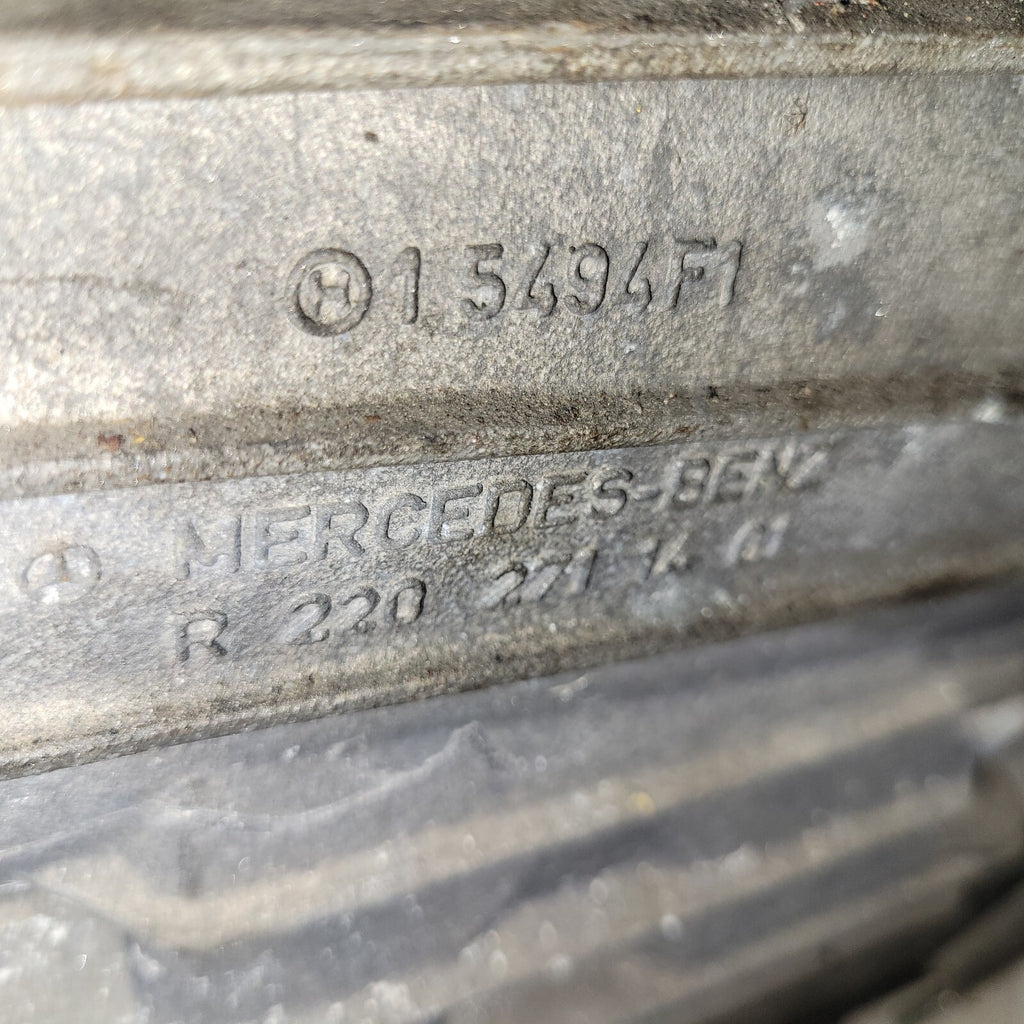 1 5494F1
MERCEDES-BENZ
R 220 271 14 01